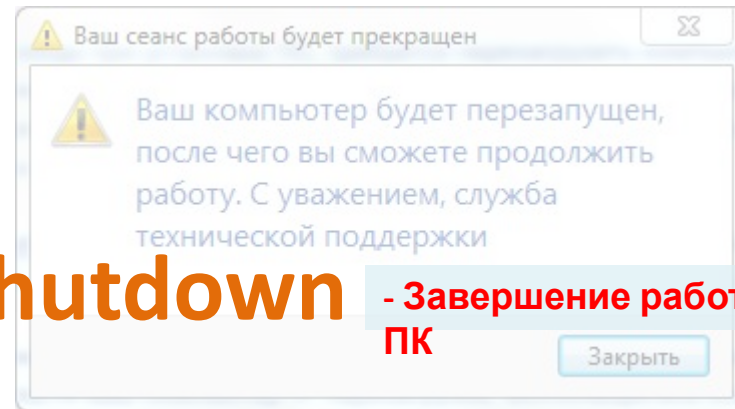 Ваш сеанс работы будет прекращен
Ваш компьютер будет перезапущен,
после чего вы сможете продолжить
работу. С уважением, служба
технической поддержки
hutdown
- Завершение работ
ПК
Закрыть